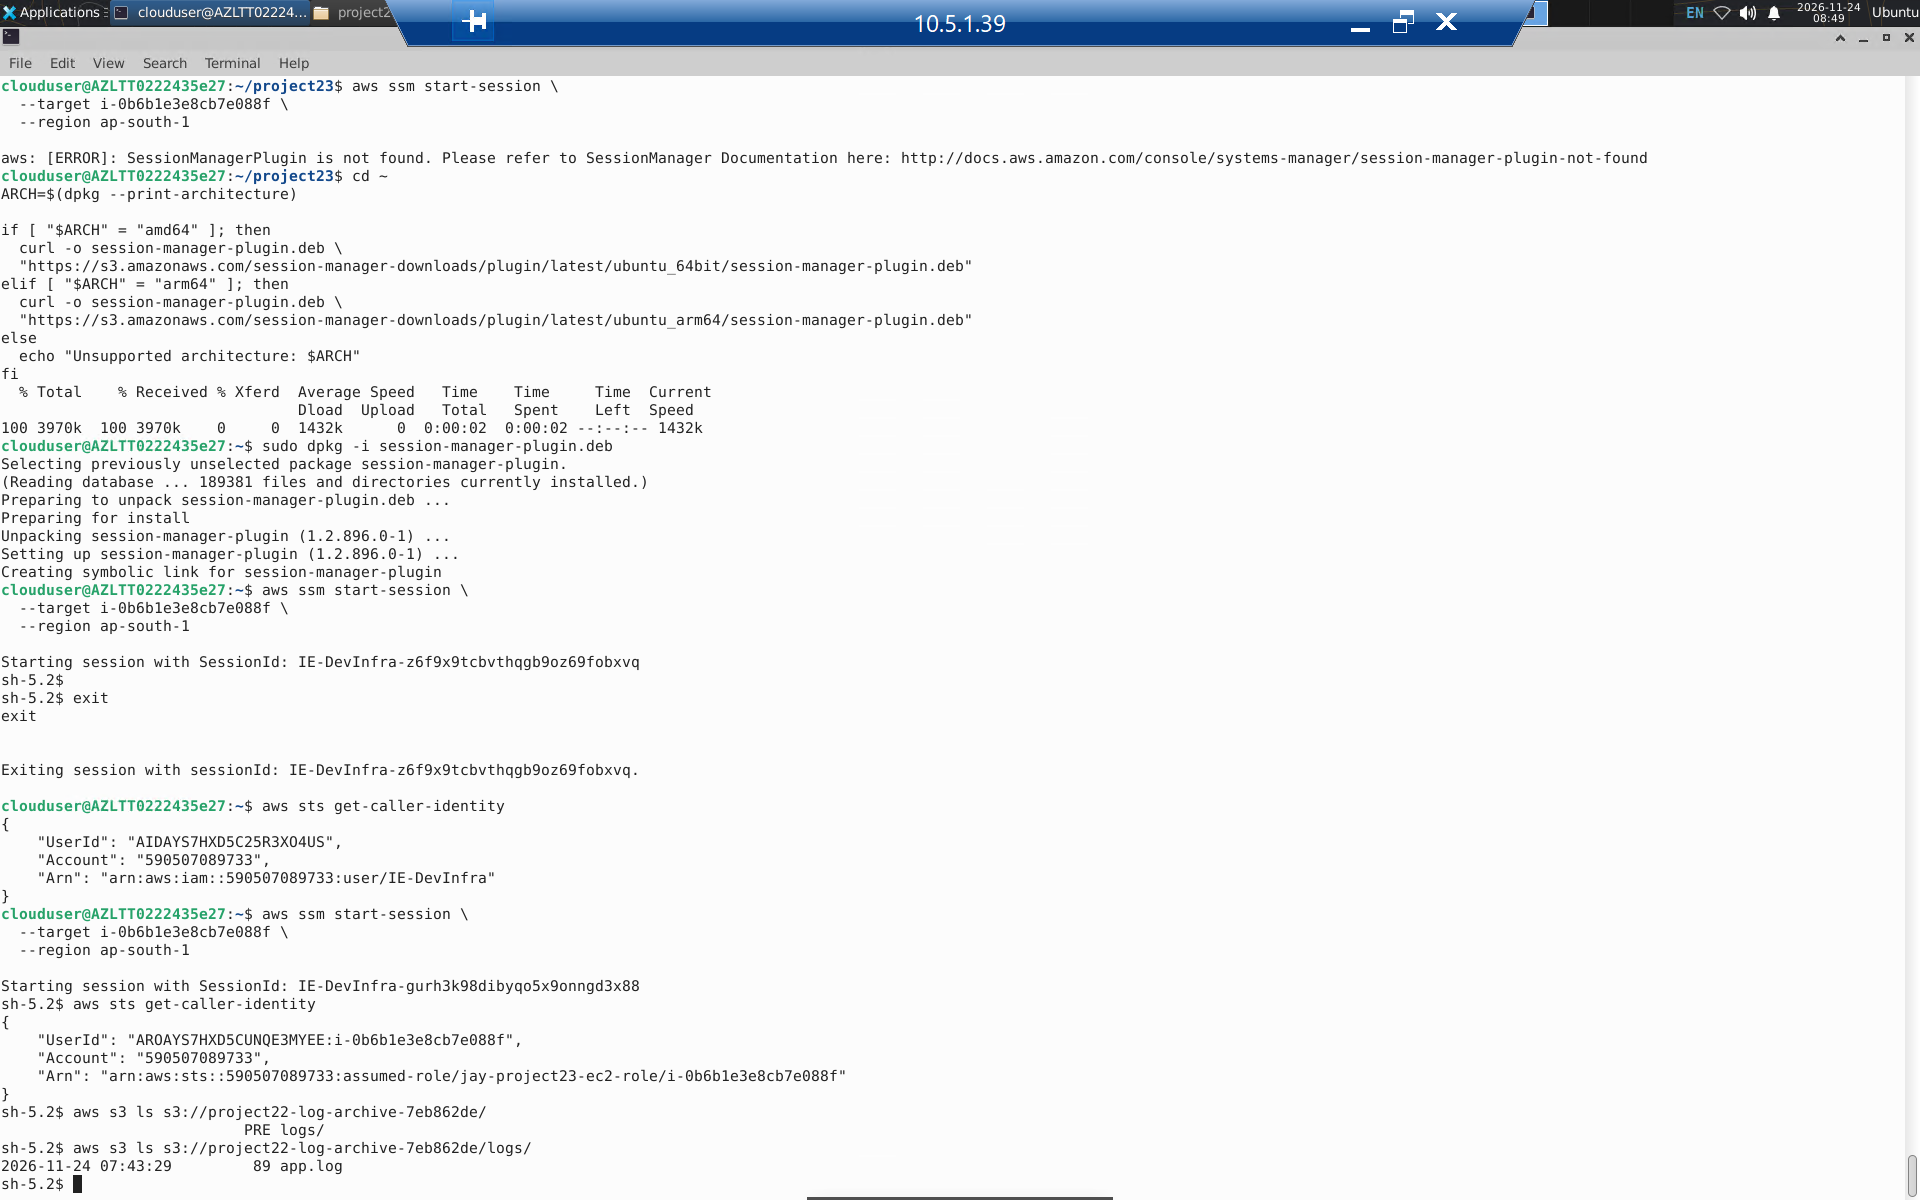 Applications
clouduser@AZLTT02224...
project2
10.5.1.39
EN
2026-11-24
08:49
Ubuntu
File Edit View Search Terminal Help
clouduser@AZLTT0222435e27:~/project23$ aws ssm start-session \
  --target i-0b6b1e3e8cb7e088f \
  --region ap-south-1
aws: [ERROR]: SessionManagerPlugin is not found. Please refer to SessionManager Documentation here: http://docs.aws.amazon.com/console/systems-manager/session-manager-plugin-not-found
clouduser@AZLTT0222435e27:~/project23$ cd ~
ARCH=$(dpkg --print-architecture)
if [ "$ARCH" = "amd64" ]; then
  curl -o session-manager-plugin.deb \
  "https://s3.amazonaws.com/session-manager-downloads/plugin/latest/ubuntu_64bit/session-manager-plugin.deb"
elif [ "$ARCH" = "arm64" ]; then
  curl -o session-manager-plugin.deb \
  "https://s3.amazonaws.com/session-manager-downloads/plugin/latest/ubuntu_arm64/session-manager-plugin.deb"
else
  echo "Unsupported architecture: $ARCH"
fi
  % Total    % Received % Xferd  Average Speed   Time    Time     Time  Current
                                 Dload  Upload   Total   Spent    Left  Speed
100 3970k  100 3970k    0     0  1432k      0  0:00:02  0:00:02 --:--:-- 1432k
clouduser@AZLTT0222435e27:~$ sudo dpkg -i session-manager-plugin.deb
Selecting previously unselected package session-manager-plugin.
(Reading database ... 189381 files and directories currently installed.)
Preparing to unpack session-manager-plugin.deb ...
Preparing for install
Unpacking session-manager-plugin (1.2.896.0-1) ...
Setting up session-manager-plugin (1.2.896.0-1) ...
Creating symbolic link for session-manager-plugin
clouduser@AZLTT0222435e27:~$ aws ssm start-session \
  --target i-0b6b1e3e8cb7e088f \
  --region ap-south-1
Starting session with SessionId: IE-DevInfra-z6f9x9tcbvthqgb9oz69fobxvq
sh-5.2$
sh-5.2$ exit
exit
Exiting session with sessionId: IE-DevInfra-z6f9x9tcbvthqgb9oz69fobxvq.
clouduser@AZLTT0222435e27:~$ aws sts get-caller-identity
{
    "UserId": "AIDAYS7HXD5C25R3XO4US",
    "Account": "590507089733",
    "Arn": "arn:aws:iam::590507089733:user/IE-DevInfra"
}
clouduser@AZLTT0222435e27:~$ aws ssm start-session \
  --target i-0b6b1e3e8cb7e088f \
  --region ap-south-1
Starting session with SessionId: IE-DevInfra-gurh3k98dibyqo5x9onngd3x88
sh-5.2$ aws sts get-caller-identity
{
    "UserId": "AROAYS7HXD5CUNQE3MYEE:i-0b6b1e3e8cb7e088f",
    "Account": "590507089733",
    "Arn": "arn:aws:sts::590507089733:assumed-role/jay-project23-ec2-role/i-0b6b1e3e8cb7e088f"
}
sh-5.2$ aws s3 ls s3://project22-log-archive-7eb862de/
                           PRE logs/
sh-5.2$ aws s3 ls s3://project22-log-archive-7eb862de/logs/
2026-11-24 07:43:29         89 app.log
sh-5.2$